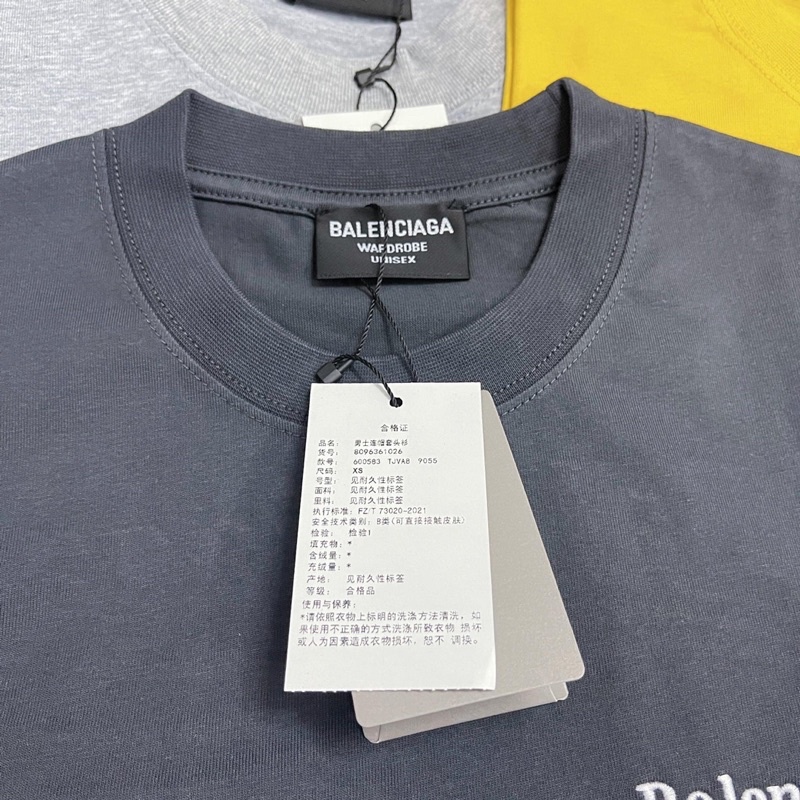 BALENCIAGA
WARDROBE
UNISEX
合格证
品名: 男士连帽套头衫
货号: 8096361026
款号: 600583 TJVA8 9055
尺码: XS
号型: 见耐久性标签
面料: 见耐久性标签
里料: 见耐久性标签
执行标准: FZ/T 73020-2021
安全技术类别: B类(可直接接触皮肤)
检验: 检验1
填充物: *
含绒量: *
充绒量: *
产地: 见耐久性标签
等级: 合格品
使用与保养:
*请依照衣物上标明的洗涤方法清洗, 如
果使用不正确的方式洗涤所致衣物 损坏
或人为因素造成衣物损坏, 恕不 调换。
Balen